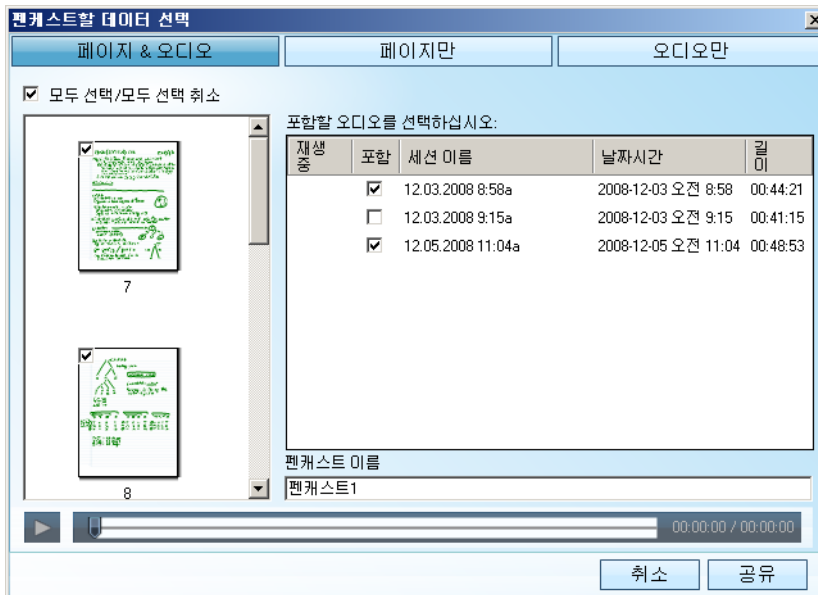 펜캐스트할 데이터 선택
페이지 & 오디오 페이지만 오디오만
모두 선택/모두 선택 취소
포함할 오디오를 선택하십시오:
재생중 포함 세션 이름 날짜시간 길이
12.03.2008 8:58a 2008-12-03 오전 8:58 00:44:21
12.03.2008 9:15a 2008-12-03 오전 9:15 00:41:15
12.05.2008 11:04a 2008-12-05 오전 11:04 00:48:53
7
8
펜캐스트 이름
펜캐스트1
00:00:00 / 00:00:00
취소 공유